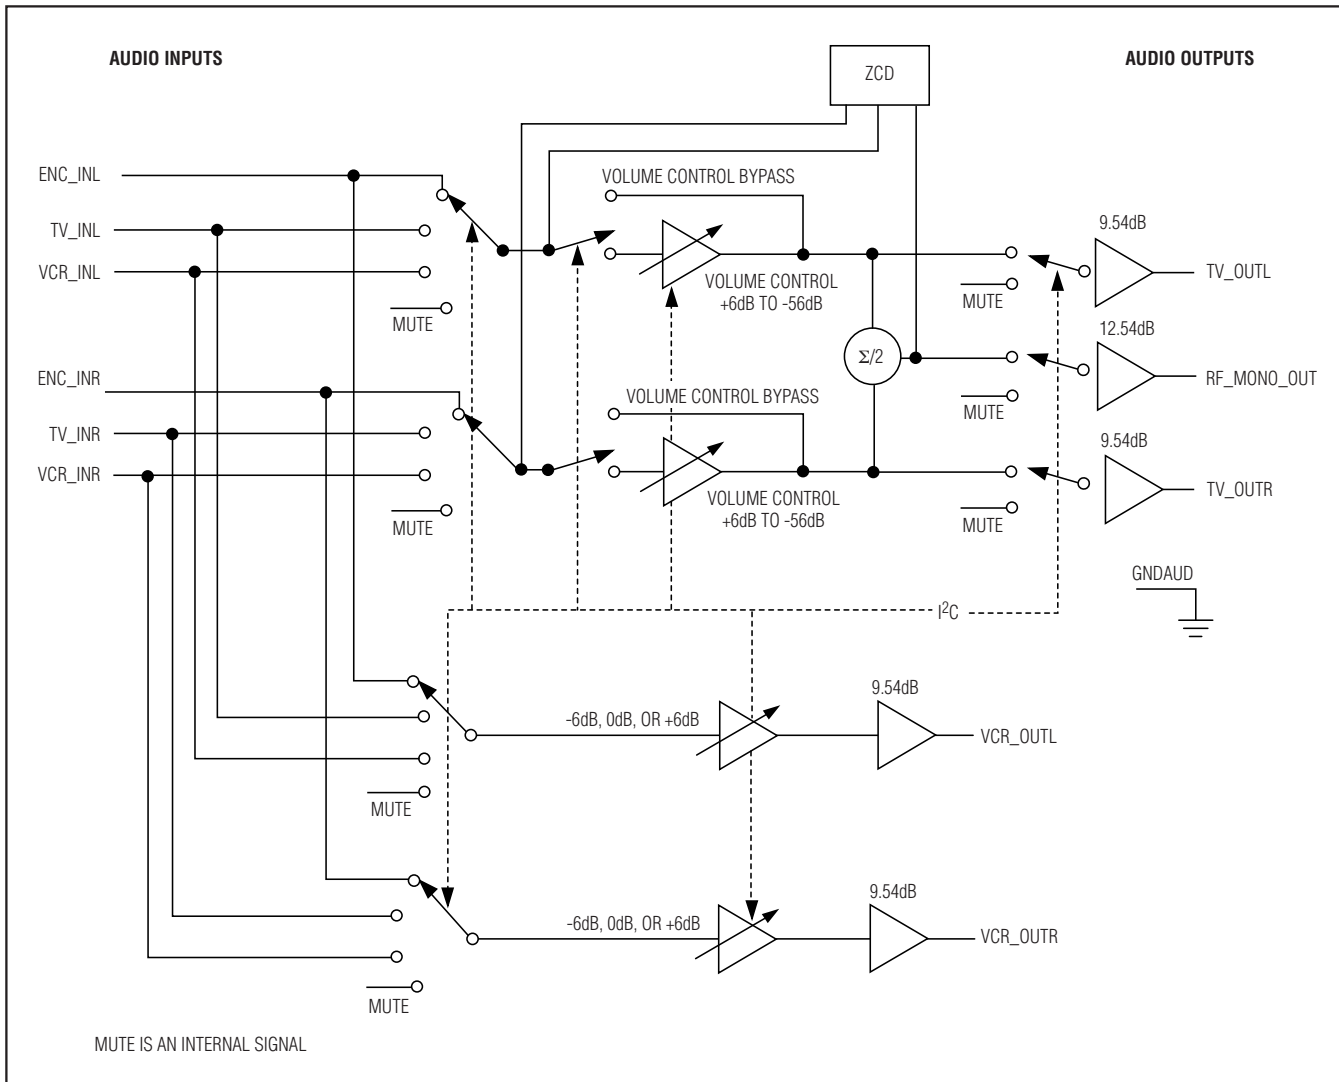 AUDIO INPUTS
AUDIO OUTPUTS
ZCD
ENC_INL
VOLUME CONTROL BYPASS
9.54dB
TV_INL
VCR_INL
TV_OUTL
VOLUME CONTROL
+6dB TO -56dB
MUTE
MUTE
12.54dB
Σ/2
ENC_INR
RF_MONO_OUT
VOLUME CONTROL BYPASS
MUTE
TV_INR
9.54dB
VCR_INR
TV_OUTR
VOLUME CONTROL
+6dB TO -56dB
MUTE
MUTE
GNDAUD
I²C
9.54dB
-6dB, 0dB, OR +6dB
VCR_OUTL
MUTE
9.54dB
-6dB, 0dB, OR +6dB
VCR_OUTR
MUTE
MUTE IS AN INTERNAL SIGNAL